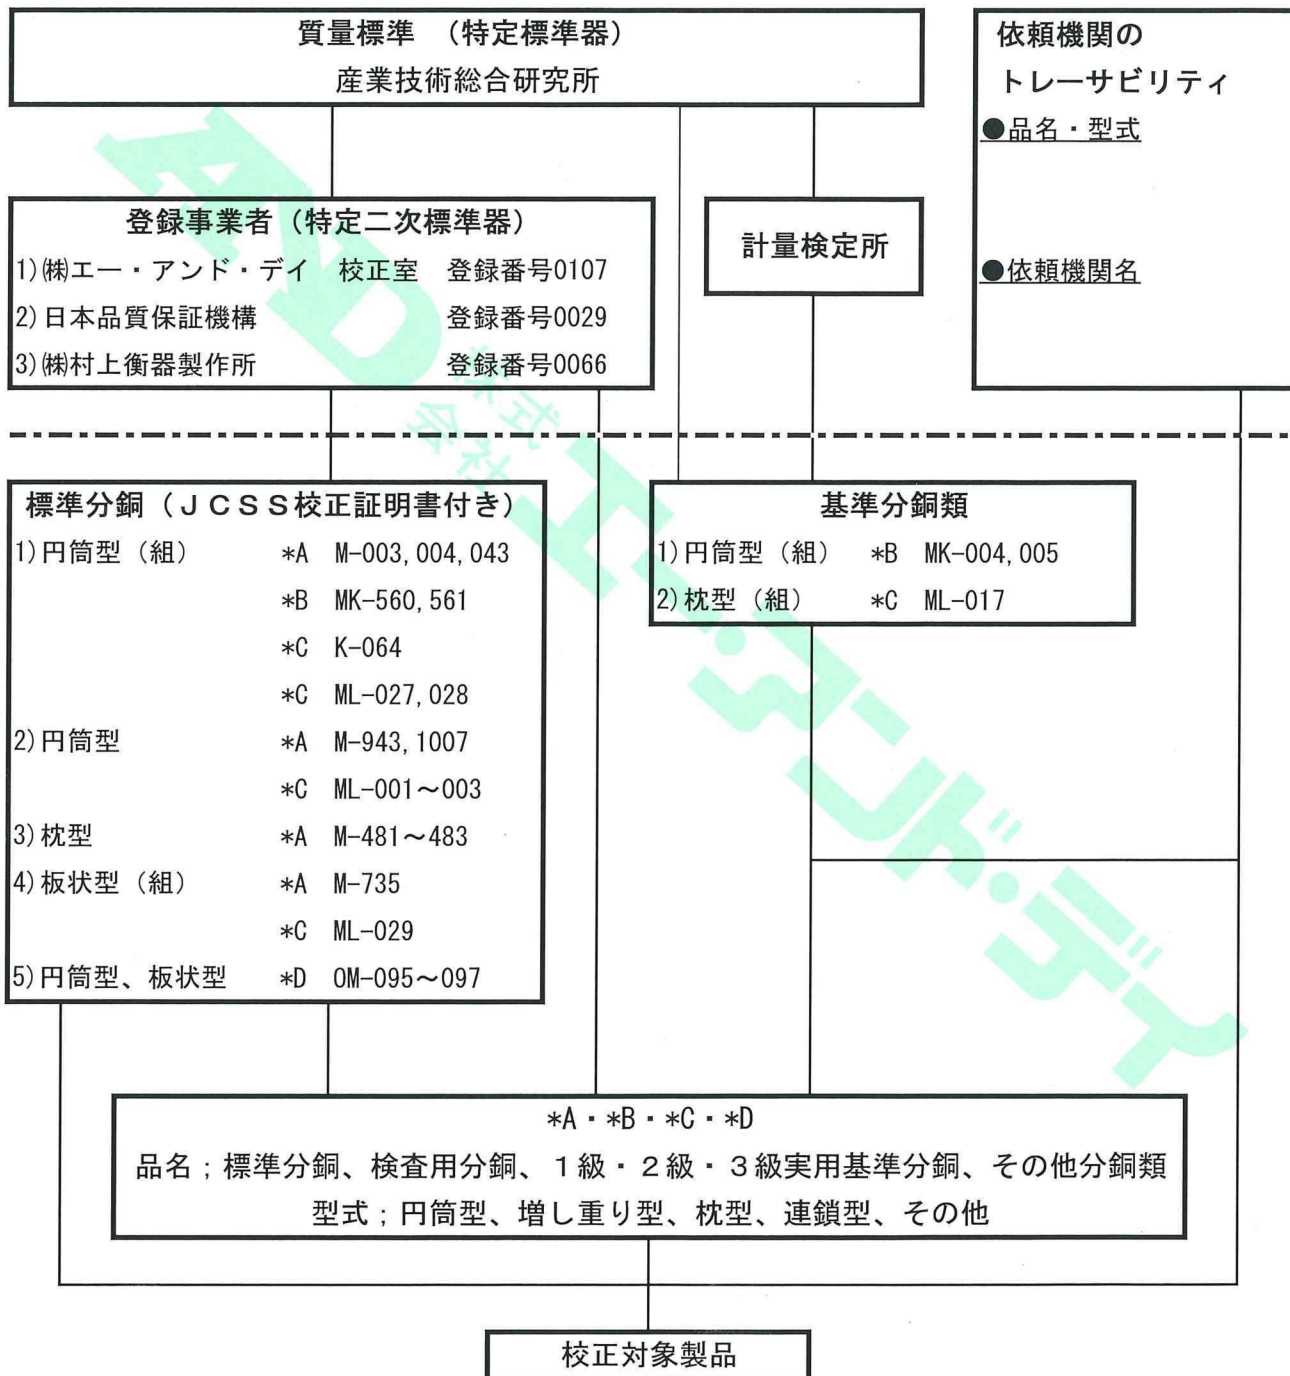 質量標準 （特定標準器）
産業技術総合研究所
依頼機関の
トレーサビリティ
●品名・型式
●依頼機関名
登録事業者（特定二次標準器）
1)㈱エー・アンド・デイ 校正室 登録番号0107
2)日本品質保証機構 登録番号0029
3)㈱村上衡器製作所 登録番号0066
計量検定所
標準分銅（ＪＣＳＳ校正証明書付き）
1)円筒型（組） *A M-003,004,043
*B MK-560,561
*C K-064
*C ML-027,028
2)円筒型 *A M-943,1007
*C ML-001～003
3)枕型 *A M-481～483
4)板状型（組） *A M-735
*C ML-029
5)円筒型、板状型 *D OM-095～097
基準分銅類
1)円筒型（組） *B MK-004,005
2)枕型（組） *C ML-017
*A・*B・*C・*D
品名；標準分銅、検査用分銅、１級・２級・３級実用基準分銅、その他分銅類
型式；円筒型、増し重り型、枕型、連鎖型、その他
校正対象製品
AND 株式会社 エー・アンド・デイ